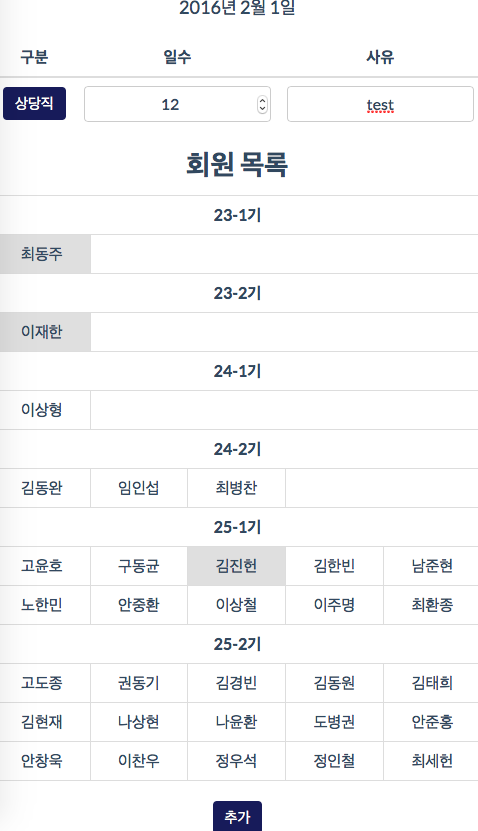 2016년 2월 1일
구분 일수 사유
상당직 12 test
회원 목록
23-1기
최동주
23-2기
이재한
24-1기
이상형
24-2기
김동완 임인섭 최병찬
25-1기
고윤호 구동균 김진헌 김한빈 남준현
노한민 안중환 이상철 이주명 최환종
25-2기
고도종 권동기 김경빈 김동원 김태희
김현재 나상현 나윤환 도병권 안준홍
안창욱 이찬우 정우석 정인철 최세헌
추가